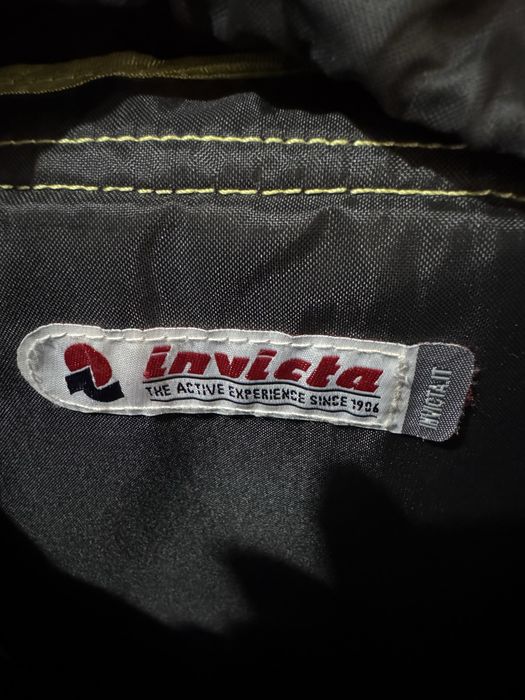 invicta
THE ACTIVE EXPERIENCE SINCE 1906
INVICTA.IT